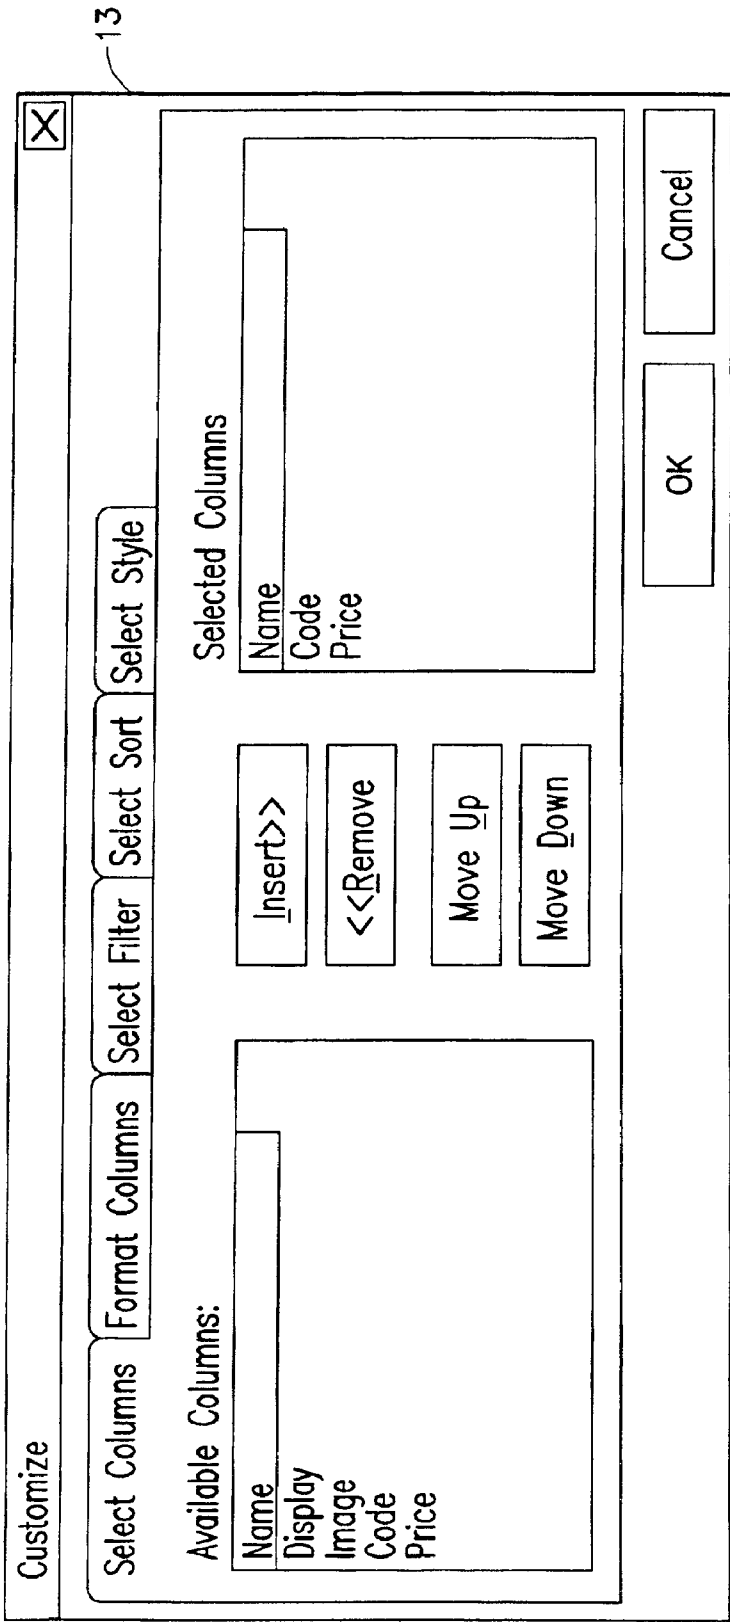 13
Customize
X
Select Columns Format Columns Select Filter Select Sort Select Style
Available Columns:
Name
Display
Image
Code
Price
Insert>>
<<Remove
Move Up
Move Down
Selected Columns
Name
Code
Price
OK Cancel